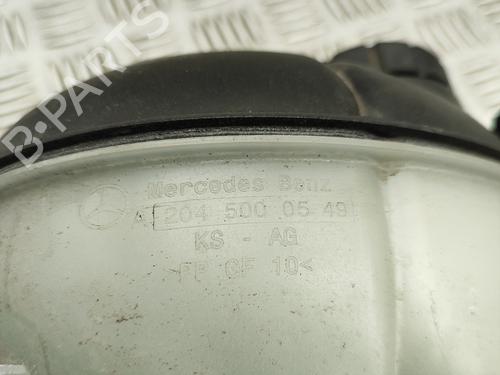 B-PARTS
Mercedes Benz
A 204 500 05 49
KS - AG
>PP GF 10<